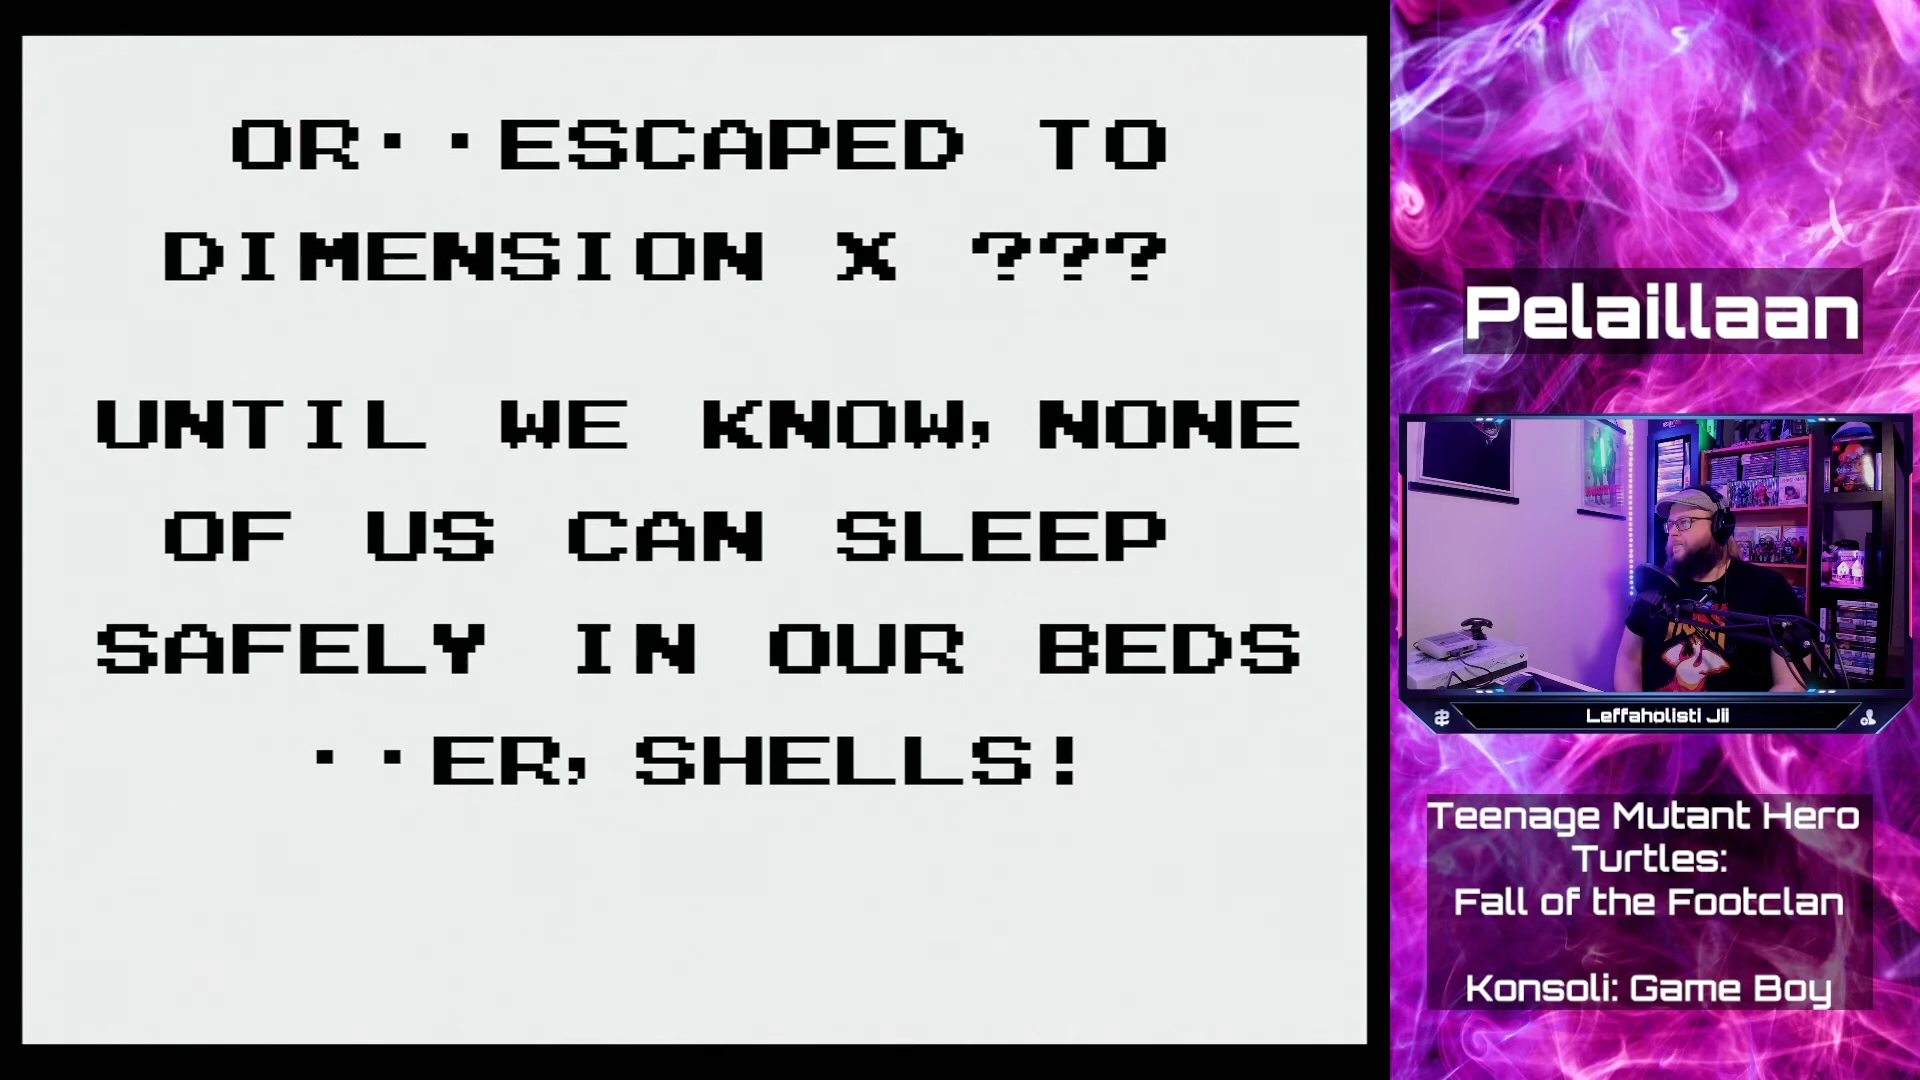 OR··ESCAPED TO
DIMENSION X ???
UNTIL WE KNOW, NONE
OF US CAN SLEEP
SAFELY IN OUR BEDS
··ER, SHELLS!
Pelaillaan
Leffaholisti Jii
Teenage Mutant Hero
Turtles:
Fall of the Footclan
Konsoli: Game Boy